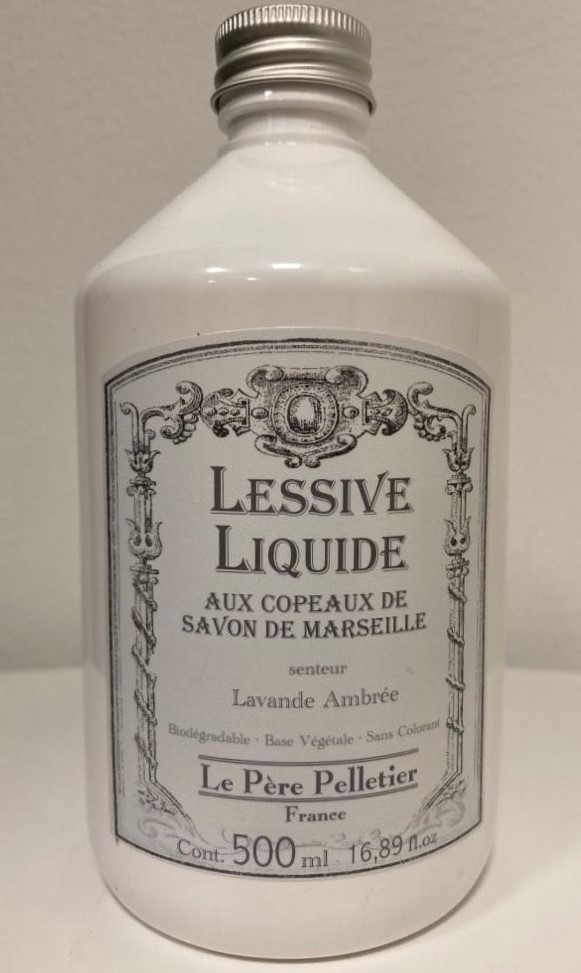 LESSIVE
LIQUIDE
AUX COPEAUX DE
SAVON DE MARSEILLE
senteur
Lavande Ambrée
Biodégradable · Base Végétale · Sans Colorant
Le Père Pelletier
France
Cont. 500 ml 16,89 fl.oz